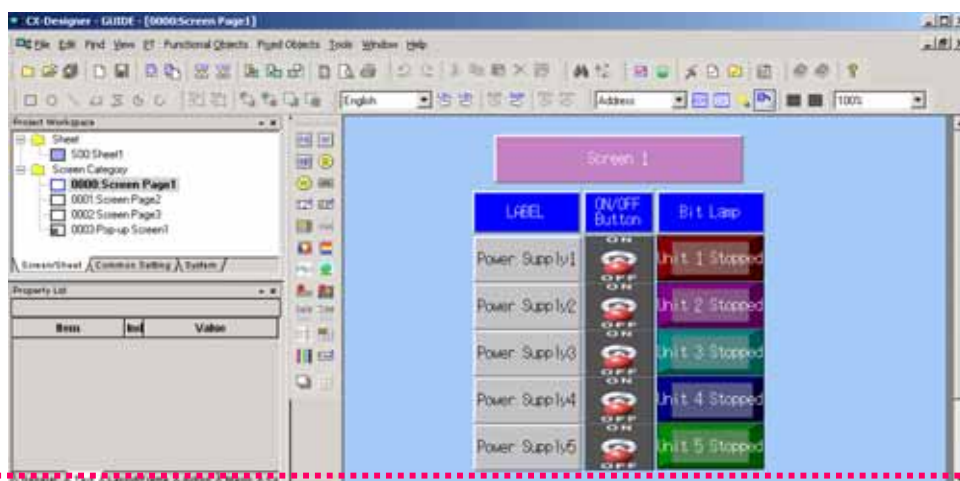 CX-Designer - GUIDE - [0000:Screen Page1]
File Edit Find View PT Functional Objects Fixed Objects Tools Window Help
English
Address
100%
Project Workspace
Sheet
S00:Sheet1
Screen Category
0000:Screen Page1
0001:Screen Page2
0002:Screen Page3
0003:Pop-up Screen1
Screen/Sheet Common Setting System
Property List
Item Ind Value
Screen 1
LABEL ON/OFF Button Bit Lamp
Power Supply1 ON OFF Unit 1 Stopped
Power Supply2 ON OFF Unit 2 Stopped
Power Supply3 ON OFF Unit 3 Stopped
Power Supply4 ON OFF Unit 4 Stopped
Power Supply5 ON OFF Unit 5 Stopped